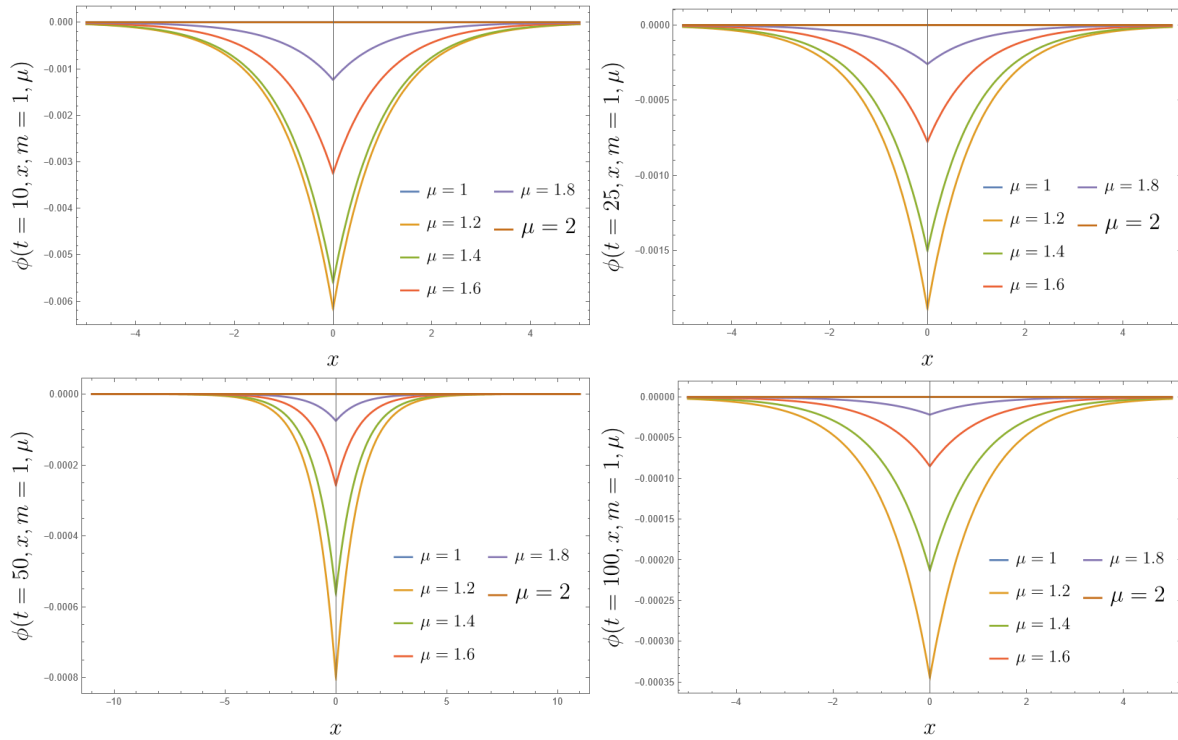 0.000
-0.001
-0.002
-0.003
-0.004
-0.005
-0.006
-4
-2
0
2
4
ϕ(t = 10, x, m = 1, μ)
x
μ = 1
μ = 1.8
μ = 1.2
μ = 2
μ = 1.4
μ = 1.6
0.0000
-0.0005
-0.0010
-0.0015
-4
-2
0
2
4
ϕ(t = 25, x, m = 1, μ)
x
μ = 1
μ = 1.8
μ = 1.2
μ = 2
μ = 1.4
μ = 1.6
0.0000
-0.0002
-0.0004
-0.0006
-0.0008
-10
-5
0
5
10
ϕ(t = 50, x, m = 1, μ)
x
μ = 1
μ = 1.8
μ = 1.2
μ = 2
μ = 1.4
μ = 1.6
0.00000
-0.00005
-0.00010
-0.00015
-0.00020
-0.00025
-0.00030
-0.00035
-4
-2
0
2
4
ϕ(t = 100, x, m = 1, μ)
x
μ = 1
μ = 1.8
μ = 1.2
μ = 2
μ = 1.4
μ = 1.6